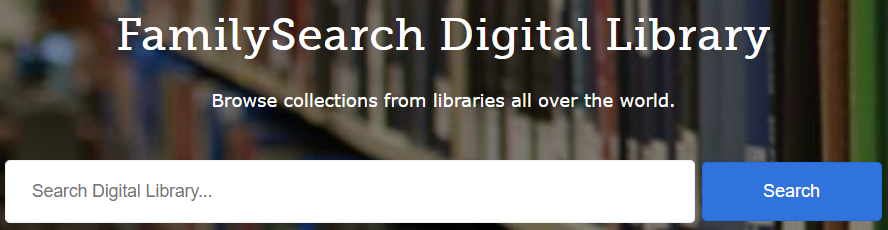 FamilySearch Digital Library
Browse collections from libraries all over the world.
Search Digital Library...
Search